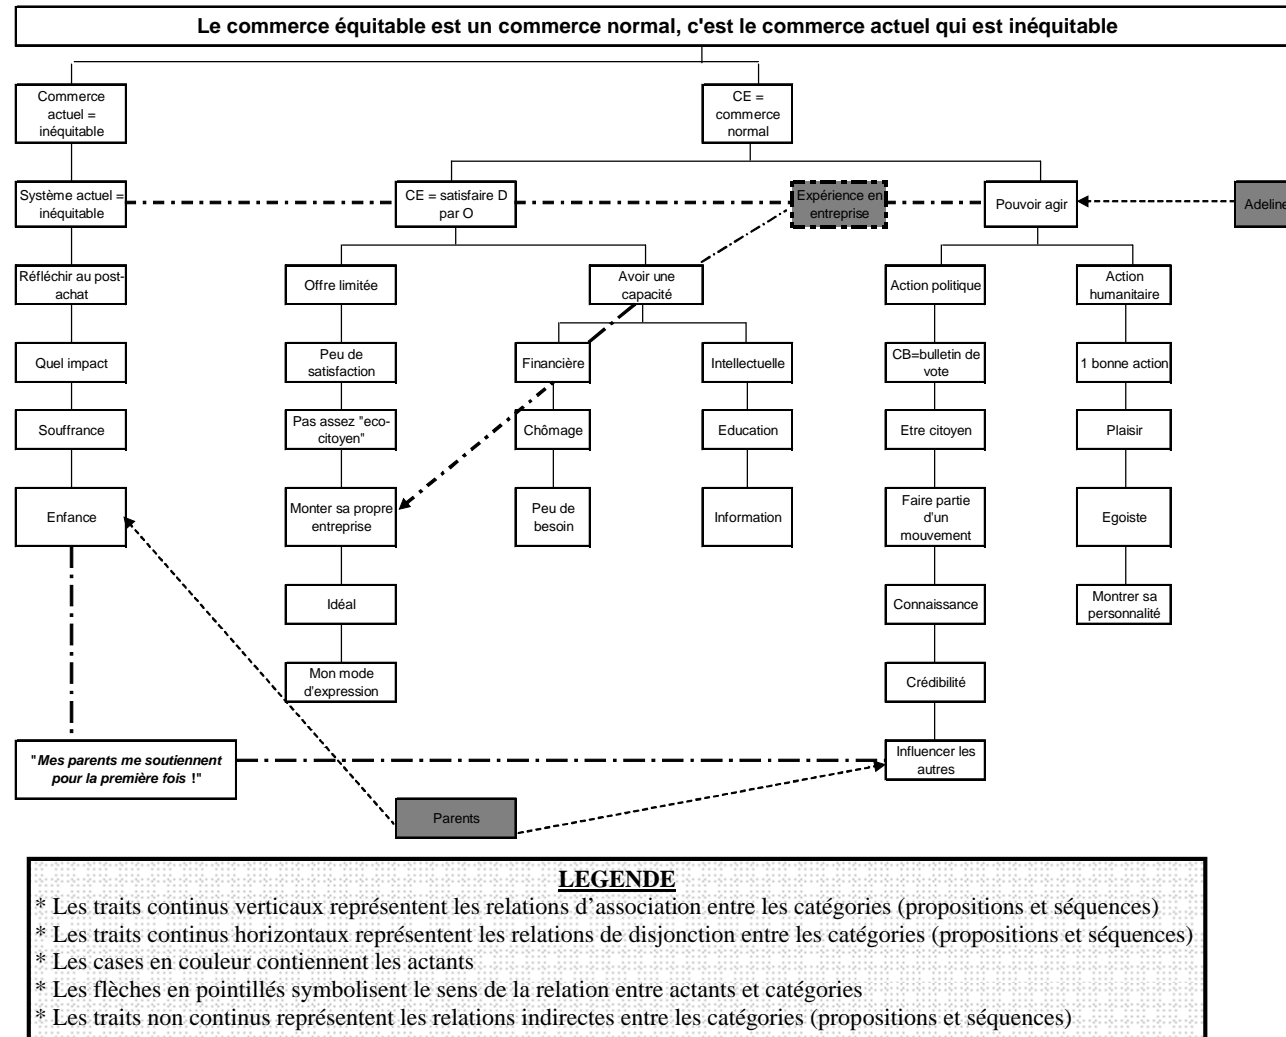 Le commerce équitable est un commerce normal, c'est le commerce actuel qui est inéquitable
Commerce
actuel =
inéquitable
CE =
commerce
normal
Système actuel =
inéquitable
CE = satisfaire D
par O
Expérience en
entreprise
Pouvoir agir
Adeline
Réfléchir au post-
achat
Offre limitée
Avoir une
capacité
Action politique
Action
humanitaire
Quel impact
Peu de
satisfaction
Financière
Intellectuelle
CB=bulletin de
vote
1 bonne action
Souffrance
Pas assez "eco-
citoyen"
Chômage
Education
Etre citoyen
Plaisir
Enfance
Monter sa propre
entreprise
Peu de
besoin
Information
Faire partie
d'un
mouvement
Egoiste
Idéal
Connaissance
Montrer sa
personnalité
Mon mode
d'expression
Crédibilité
"Mes parents me soutiennent
pour la première fois !"
Influencer les
autres
Parents
LEGENDE
* Les traits continus verticaux représentent les relations d’association entre les catégories (propositions et séquences)
* Les traits continus horizontaux représentent les relations de disjonction entre les catégories (propositions et séquences)
* Les cases en couleur contiennent les actants
* Les flèches en pointillés symbolisent le sens de la relation entre actants et catégories
* Les traits non continus représentent les relations indirectes entre les catégories (propositions et séquences)